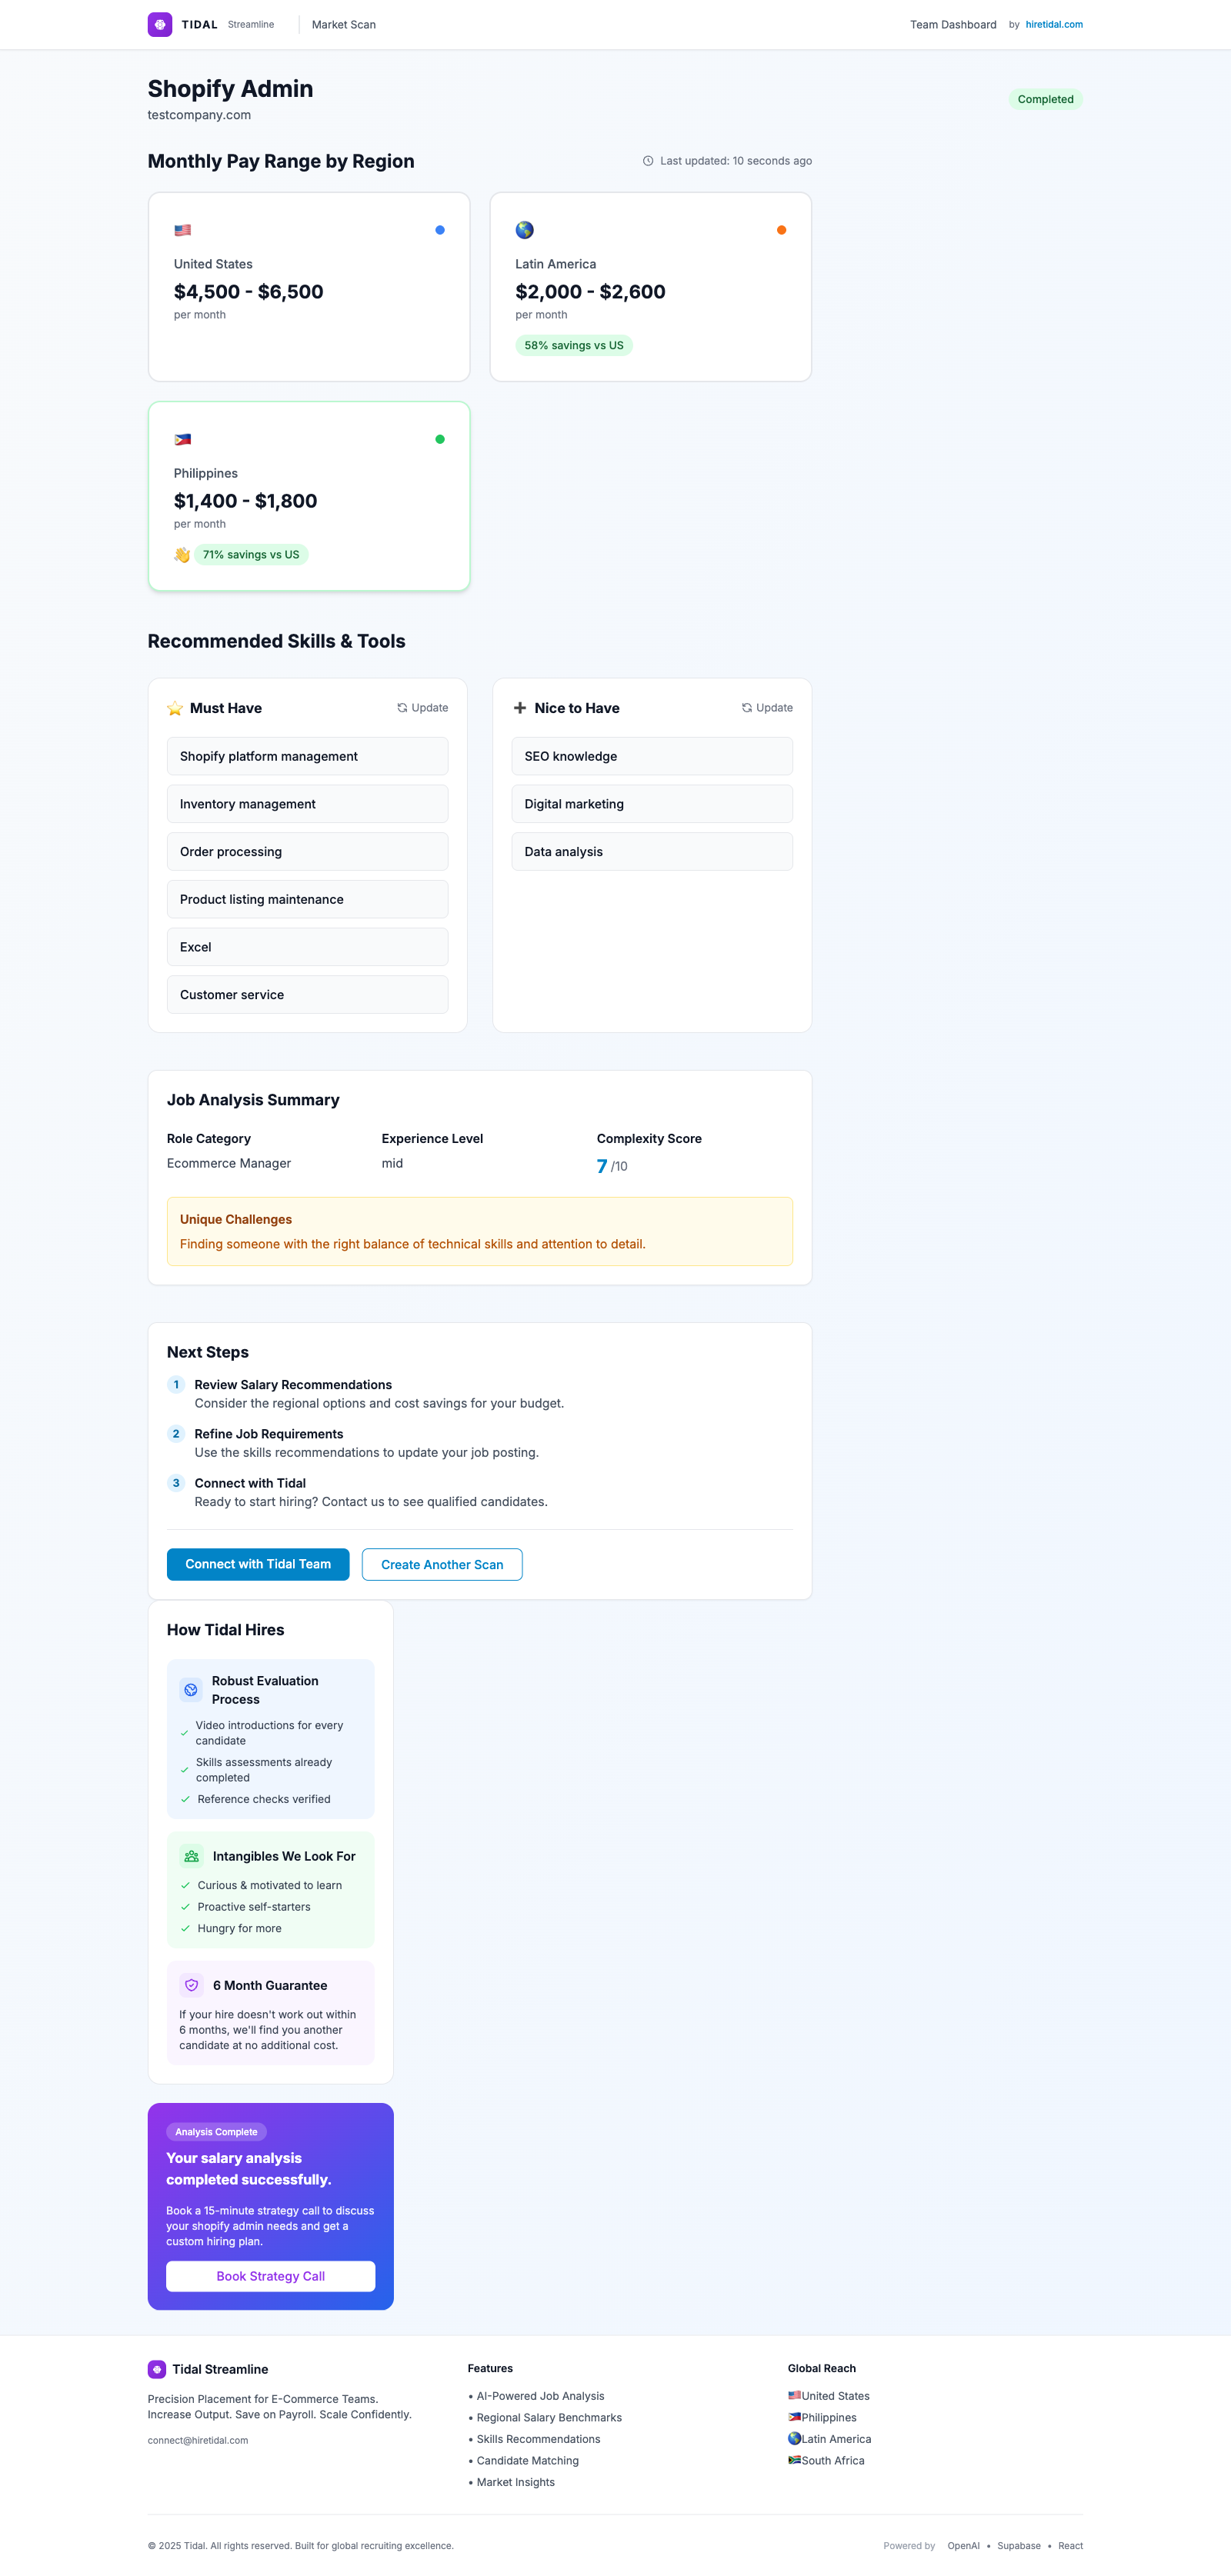 TIDAL Streamline Market Scan Team Dashboard by hiretidal.com
Shopify Admin
testcompany.com
Completed
Monthly Pay Range by Region
Last updated: 10 seconds ago
United States
$4,500 - $6,500
per month
Latin America
$2,000 - $2,600
per month
58% savings vs US
Philippines
$1,400 - $1,800
per month
71% savings vs US
Recommended Skills & Tools
Must Have
Update
Shopify platform management
Inventory management
Order processing
Product listing maintenance
Excel
Customer service
Nice to Have
Update
SEO knowledge
Digital marketing
Data analysis
Job Analysis Summary
Role Category
Ecommerce Manager
Experience Level
mid
Complexity Score
7 /10
Unique Challenges
Finding someone with the right balance of technical skills and attention to detail.
Next Steps
1 Review Salary Recommendations
Consider the regional options and cost savings for your budget.
2 Refine Job Requirements
Use the skills recommendations to update your job posting.
3 Connect with Tidal
Ready to start hiring? Contact us to see qualified candidates.
Connect with Tidal Team
Create Another Scan
How Tidal Hires
Robust Evaluation
Process
Video introductions for every
candidate
Skills assessments already
completed
Reference checks verified
Intangibles We Look For
Curious & motivated to learn
Proactive self-starters
Hungry for more
6 Month Guarantee
If your hire doesn't work out within
6 months, we'll find you another
candidate at no additional cost.
Analysis Complete
Your salary analysis
completed successfully.
Book a 15-minute strategy call to discuss
your shopify admin needs and get a
custom hiring plan.
Book Strategy Call
Tidal Streamline
Precision Placement for E-Commerce Teams.
Increase Output. Save on Payroll. Scale Confidently.
connect@hiretidal.com
Features
• AI-Powered Job Analysis
• Regional Salary Benchmarks
• Skills Recommendations
• Candidate Matching
• Market Insights
Global Reach
United States
Philippines
Latin America
South Africa
© 2025 Tidal. All rights reserved. Built for global recruiting excellence.
Powered by OpenAI • Supabase • React